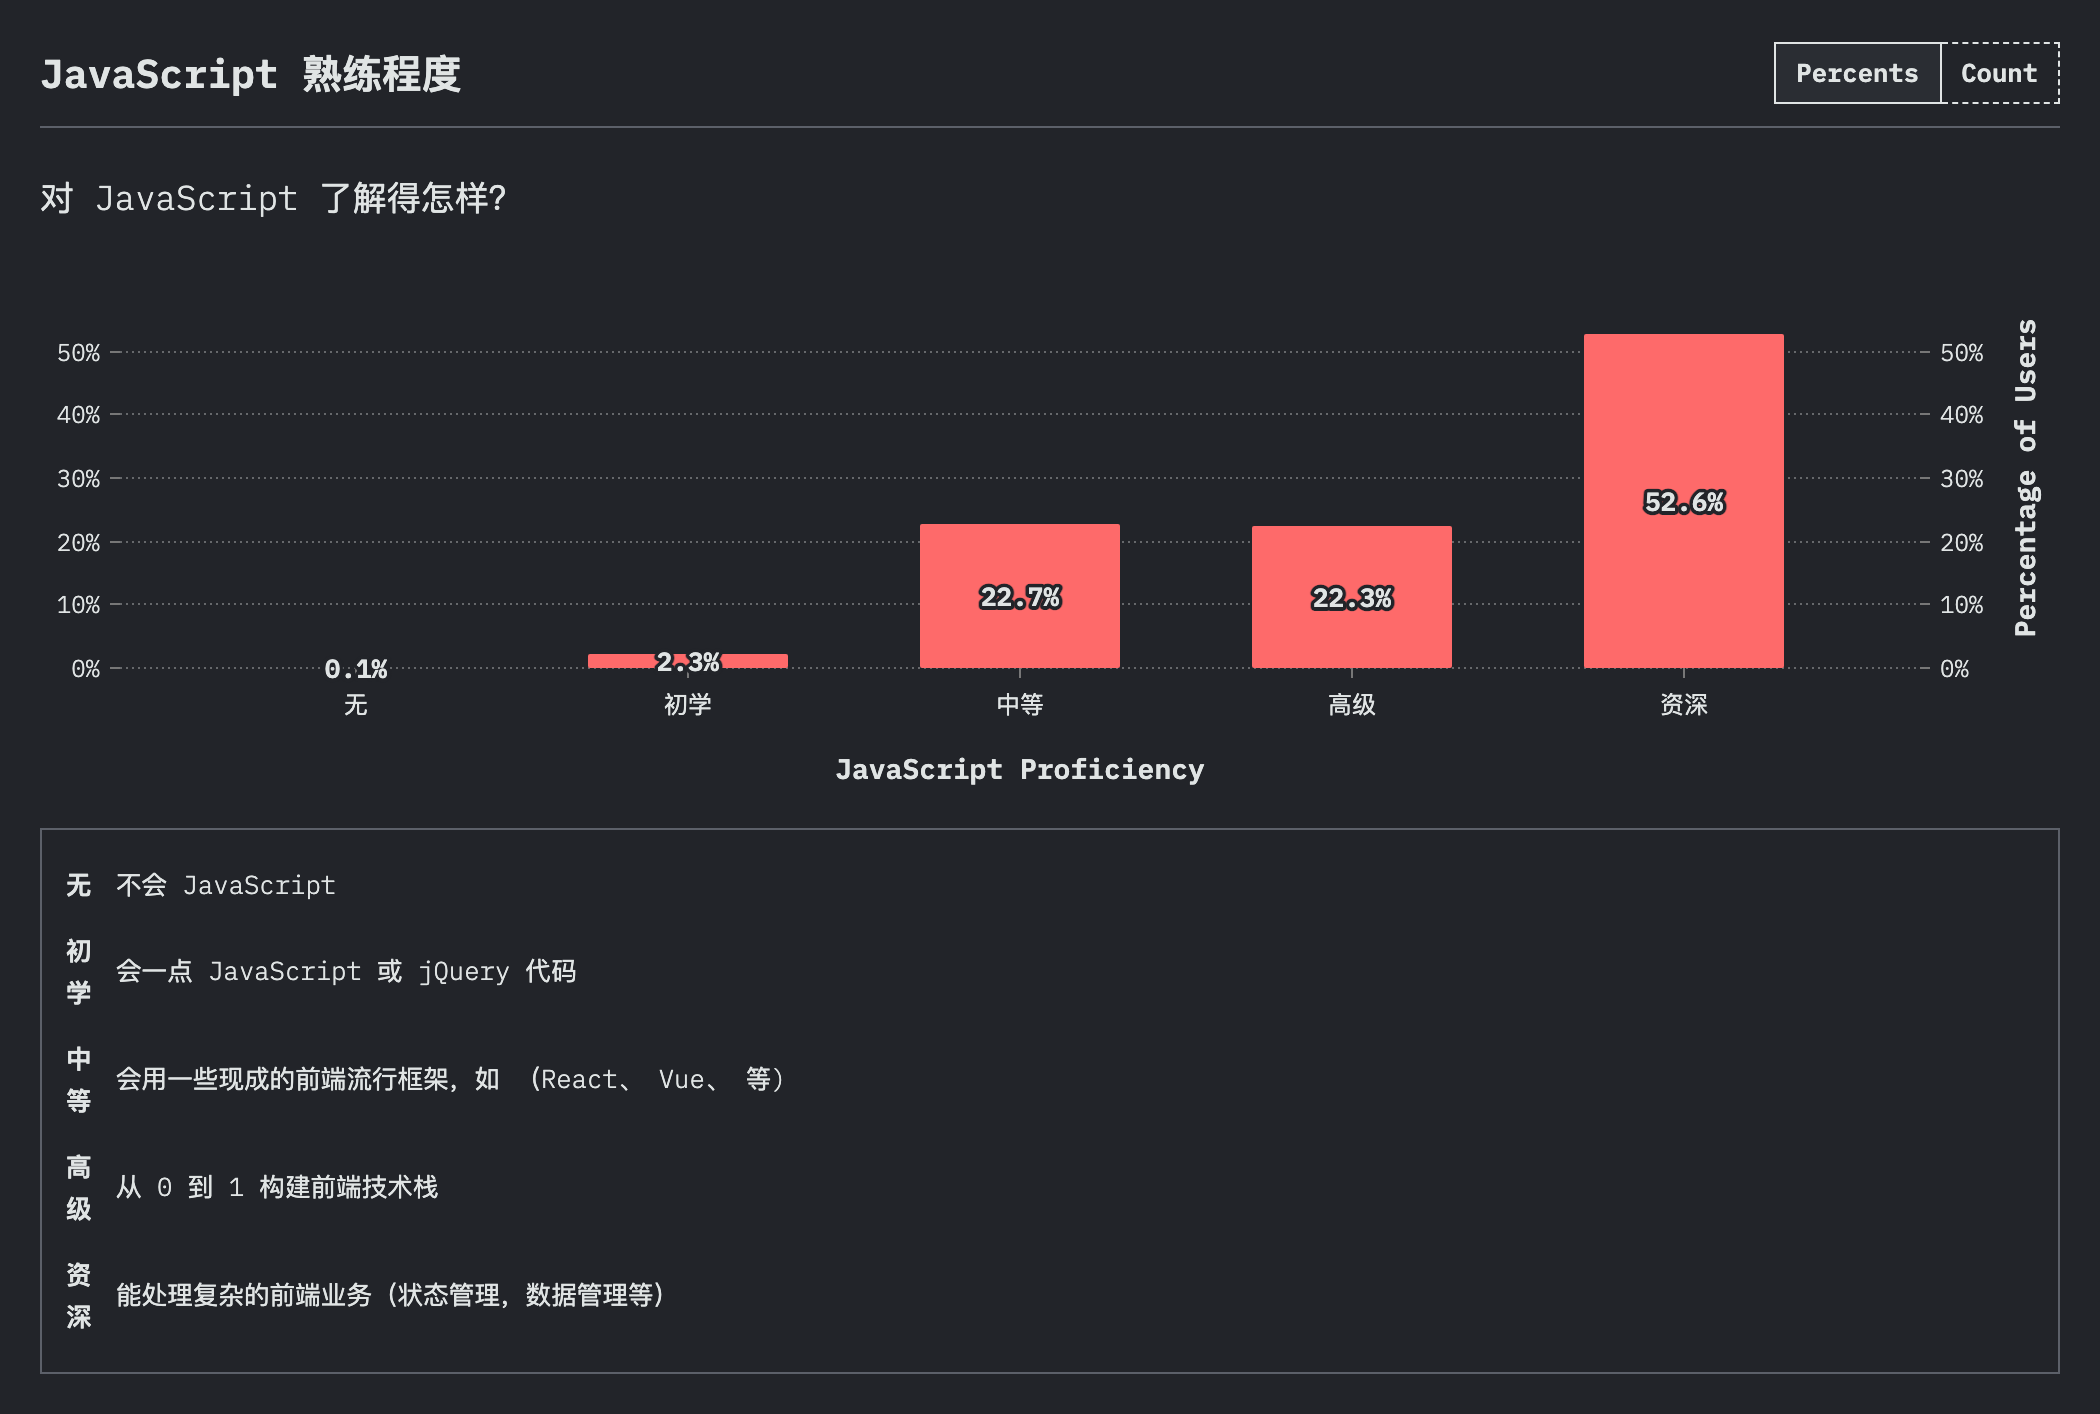 JavaScript 熟练程度
Percents Count
对 JavaScript 了解得怎样?
50% 50%
40% 40%
30% 30%
20% 20%
10% 10%
0% 0%
52.6%
22.7%
22.3%
2.3%
0.1%
无 初学 中等 高级 资深
Percentage of Users
JavaScript Proficiency
无 不会 JavaScript
初学 会一点 JavaScript 或 jQuery 代码
中等 会用一些现成的前端流行框架，如 （React、 Vue、 等）
高级 从 0 到 1 构建前端技术栈
资深 能处理复杂的前端业务（状态管理，数据管理等）